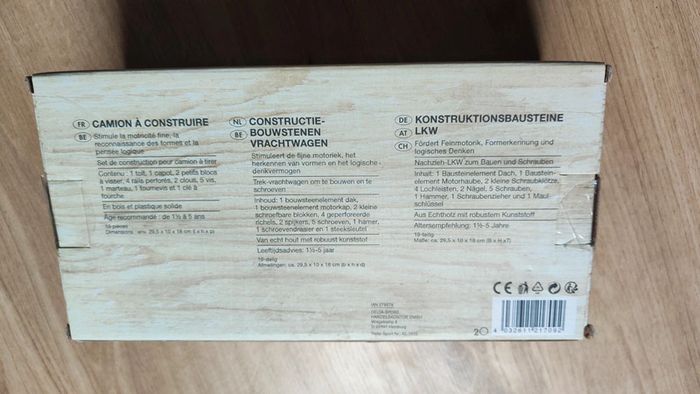 FR BE CAMION À CONSTRUIRE
Stimule la motricité fine, la
reconnaissance des formes et la
pensée logique
Set de construction pour camion à tirer
Contenu : 1 toit, 1 capot, 2 petits blocs
à visser, 4 rails perforés, 2 clous, 5 vis,
1 marteau, 1 tournevis et 1 clé à
fourche
En bois et plastique solide
Âge recommandé : de 1½ à 5 ans
19 pièces
Dimensions : env. 29,5 x 10 x 18 cm (l x h x p)
NL BE CONSTRUCTIE-
BOUWSTENEN
VRACHTWAGEN
Stimuleert de fijne motoriek, het
herkennen van vormen en het logische
denkvermogen
Trek-vrachtwagen om te bouwen en te
schroeven
Inhoud: 1 bouwsteenelement dak,
1 bouwsteenelement motorkap, 2 kleine
schroefbare blokken, 4 geperforeerde
richels, 2 spijkers, 5 schroeven, 1 hamer,
1 schroevendraaier en 1 steeksleutel
Van echt hout met robuust kunststof
Leeftijdsadvies: 1½-5 jaar
19-delig
Afmetingen: ca. 29,5 x 10 x 18 cm (b x h x d)
DE AT CH KONSTRUKTIONSBAUSTEINE
LKW
Fördert Feinmotorik, Formerkennung und
logisches Denken
Nachzieh-LKW zum Bauen und Schrauben
Inhalt: 1 Bausteinelement Dach, 1 Baustein-
element Motorhaube, 2 kleine Schraubklötze,
4 Lochleisten, 2 Nägel, 5 Schrauben,
1 Hammer, 1 Schraubenzieher und 1 Maul-
schlüssel
Aus Echtholz mit robustem Kunststoff
Altersempfehlung: 1½-5 Jahre
19-teilig
Maße: ca. 29,5 x 10 x 18 cm (B x H x T)
DELTA-SPORT
HANDELSKONTOR GMBH
Wragekamp 6
Hamburg
CE
2
4 032611 217092